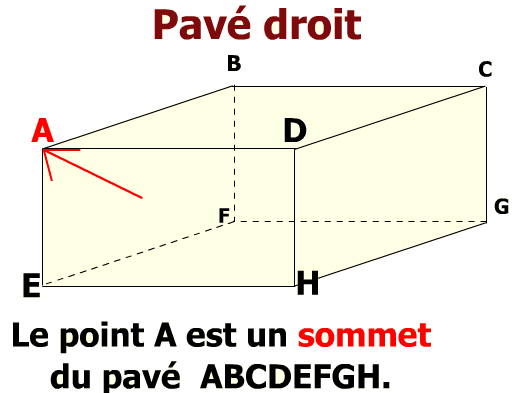 Pavé droit
B
C
A
D
F
G
E
H
Le point A est un sommet
du pavé ABCDEFGH.